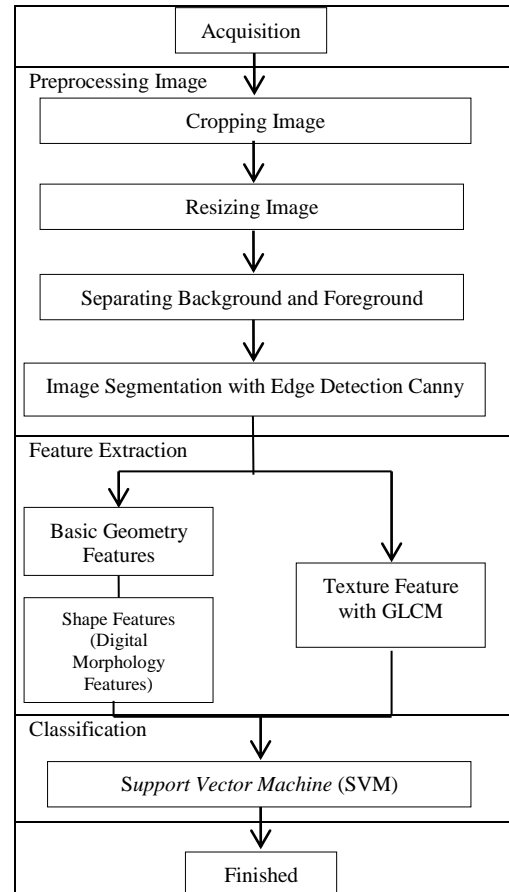 Acquisition
Preprocessing Image
Cropping Image
Resizing Image
Separating Background and Foreground
Image Segmentation with Edge Detection Canny
Feature Extraction
Basic Geometry
Features
Shape Features
(Digital
Morphology
Features)
Texture Feature
with GLCM
Classification
Support Vector Machine (SVM)
Finished